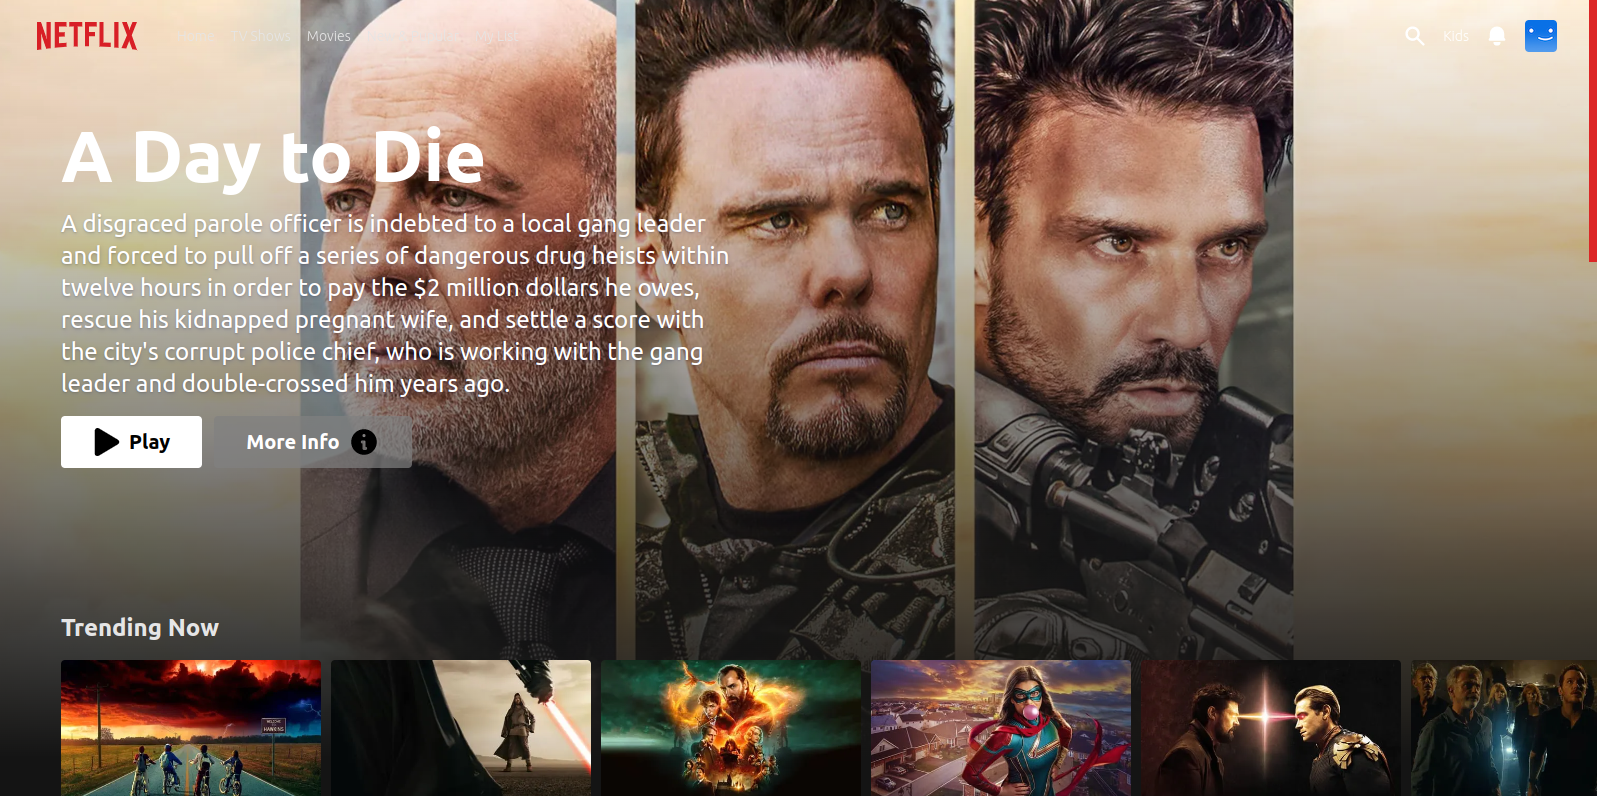 NETFLIX
TV Shows Movies My List Kids
A Day to Die
A disgraced parole officer is indebted to a local gang leader
and forced to pull off a series of dangerous drug heists within
twelve hours in order to pay the $2 million dollars he owes,
rescue his kidnapped pregnant wife, and settle a score with
the city's corrupt police chief, who is working with the gang
leader and double-crossed him years ago.
Play More Info
Trending Now
WELCOME
HAWKINS